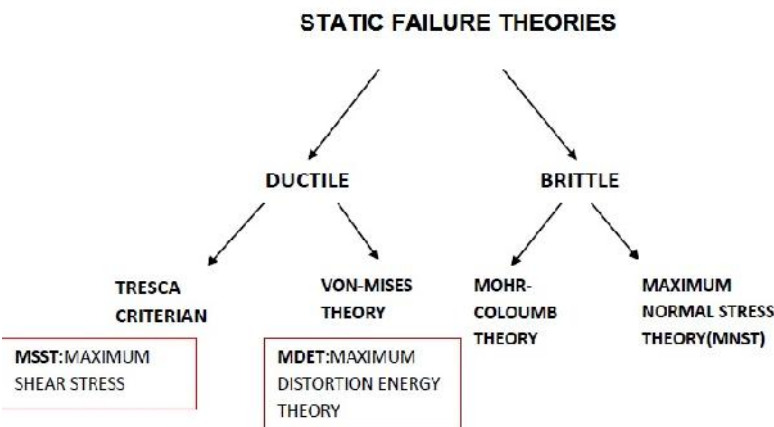 STATIC FAILURE THEORIES
DUCTILE
BRITTLE
TRESCA
CRITERIAN
VON-MISES
THEORY
MOHR-
COLOUMB
THEORY
MAXIMUM
NORMAL STRESS
THEORY(MNST)
MSST:MAXIMUM
SHEAR STRESS
MDET:MAXIMUM
DISTORTION ENERGY
THEORY